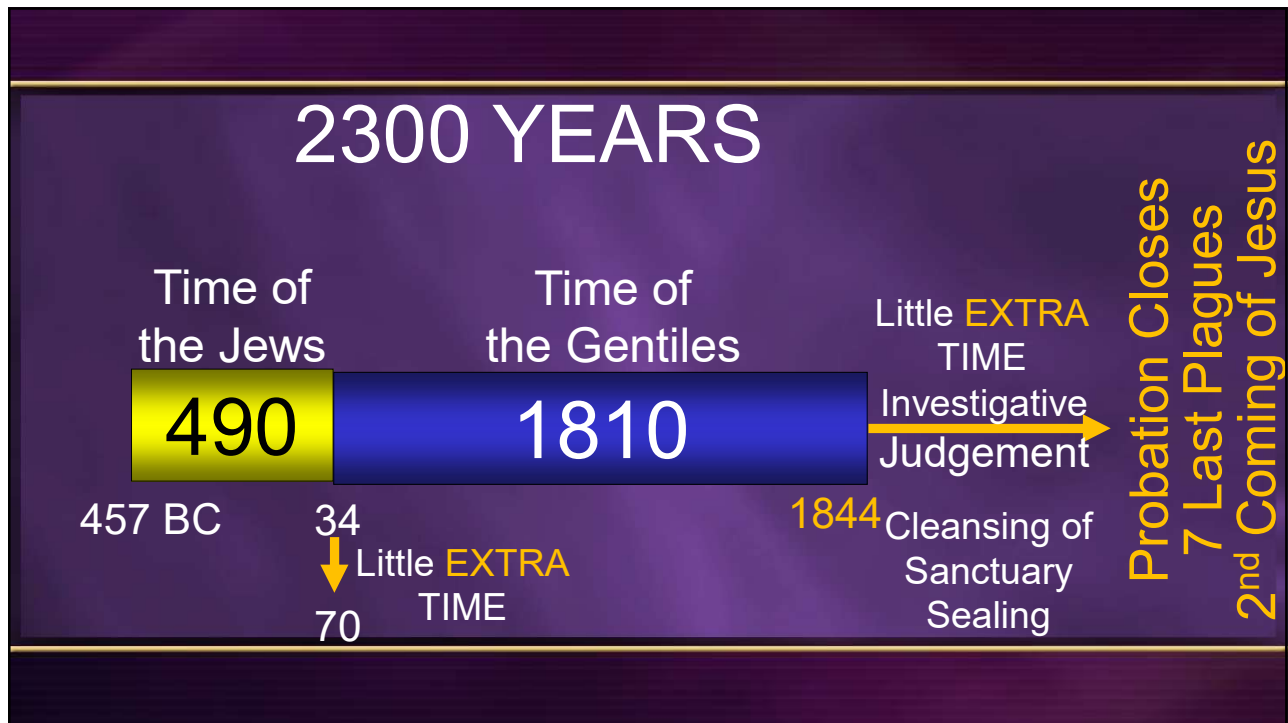 2300 YEARS
Time of
the Jews
490
457 BC
34
Little EXTRA
TIME
70
Time of
the Gentiles
1810
1844
Little EXTRA
TIME
Investigative
Judgement
Cleansing of
Sanctuary
Sealing
Probation Closes
7 Last Plagues
2nd Coming of Jesus